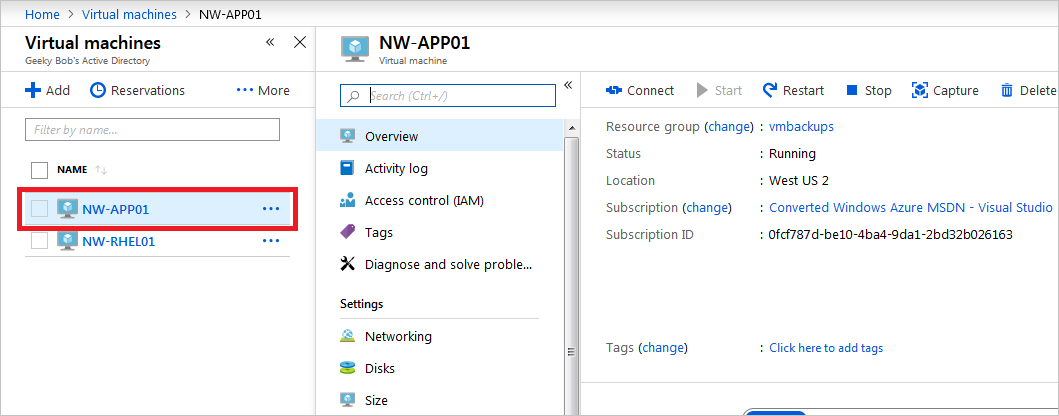 Home > Virtual machines > NW-APP01
Virtual machines
Geeky Bob's Active Directory
Add Reservations ··· More
Filter by name...
NAME
NW-APP01 ···
NW-RHEL01 ···
NW-APP01
Virtual machine
Search (Ctrl+/)
Overview
Activity log
Access control (IAM)
Tags
Diagnose and solve proble...
Settings
Networking
Disks
Size
Connect Start Restart Stop Capture Delete
Resource group (change) : vmbackups
Status : Running
Location : West US 2
Subscription (change) : Converted Windows Azure MSDN - Visual Studio
Subscription ID : 0fcf787d-be10-4ba4-9da1-2bd32b026163
Tags (change) : Click here to add tags